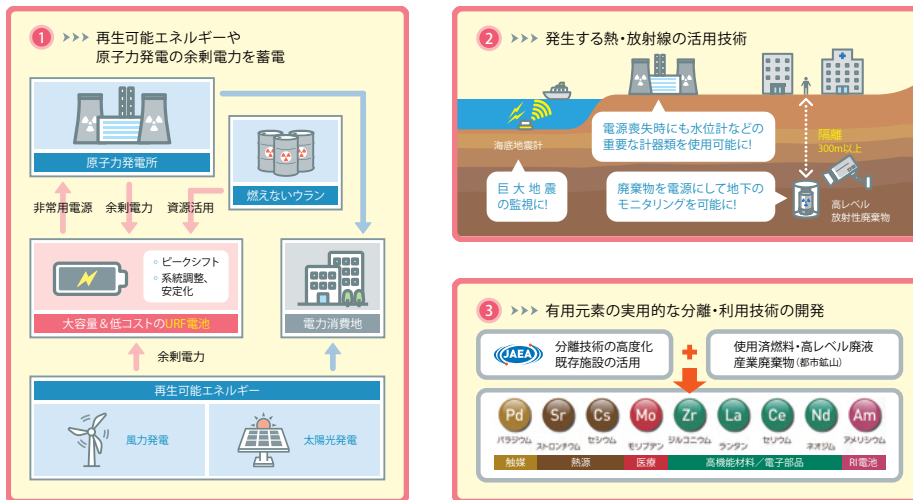 1 >>> 再生可能エネルギーや
原子力発電の余剰電力を蓄電
原子力発電所
燃えないウラン
非常用電源 余剰電力 資源活用
◦ ピークシフト
◦ 系統調整、
安定化
大容量&低コストのURF電池
電力消費地
余剰電力
再生可能エネルギー
風力発電
太陽光発電
2 >>> 発生する熱・放射線の活用技術
海底地震計
電源喪失時にも水位計などの
重要な計器類を使用可能に!
隔離
300m以上
巨大地震
の監視に!
廃棄物を電源にして地下の
モニタリングを可能に!
高レベル
放射性廃棄物
3 >>> 有用元素の実用的な分離・利用技術の開発
JAEA
分離技術の高度化
既存施設の活用
使用済燃料・高レベル廃液
産業廃棄物(都市鉱山)
Pd Sr Cs Mo Zr La Ce Nd Am
パラジウム ストロンチウム セシウム モリブデン ジルコニウム ランタン セリウム ネオジム アメリシウム
触媒 熱源 医療 高機能材料/電子部品 RI電池